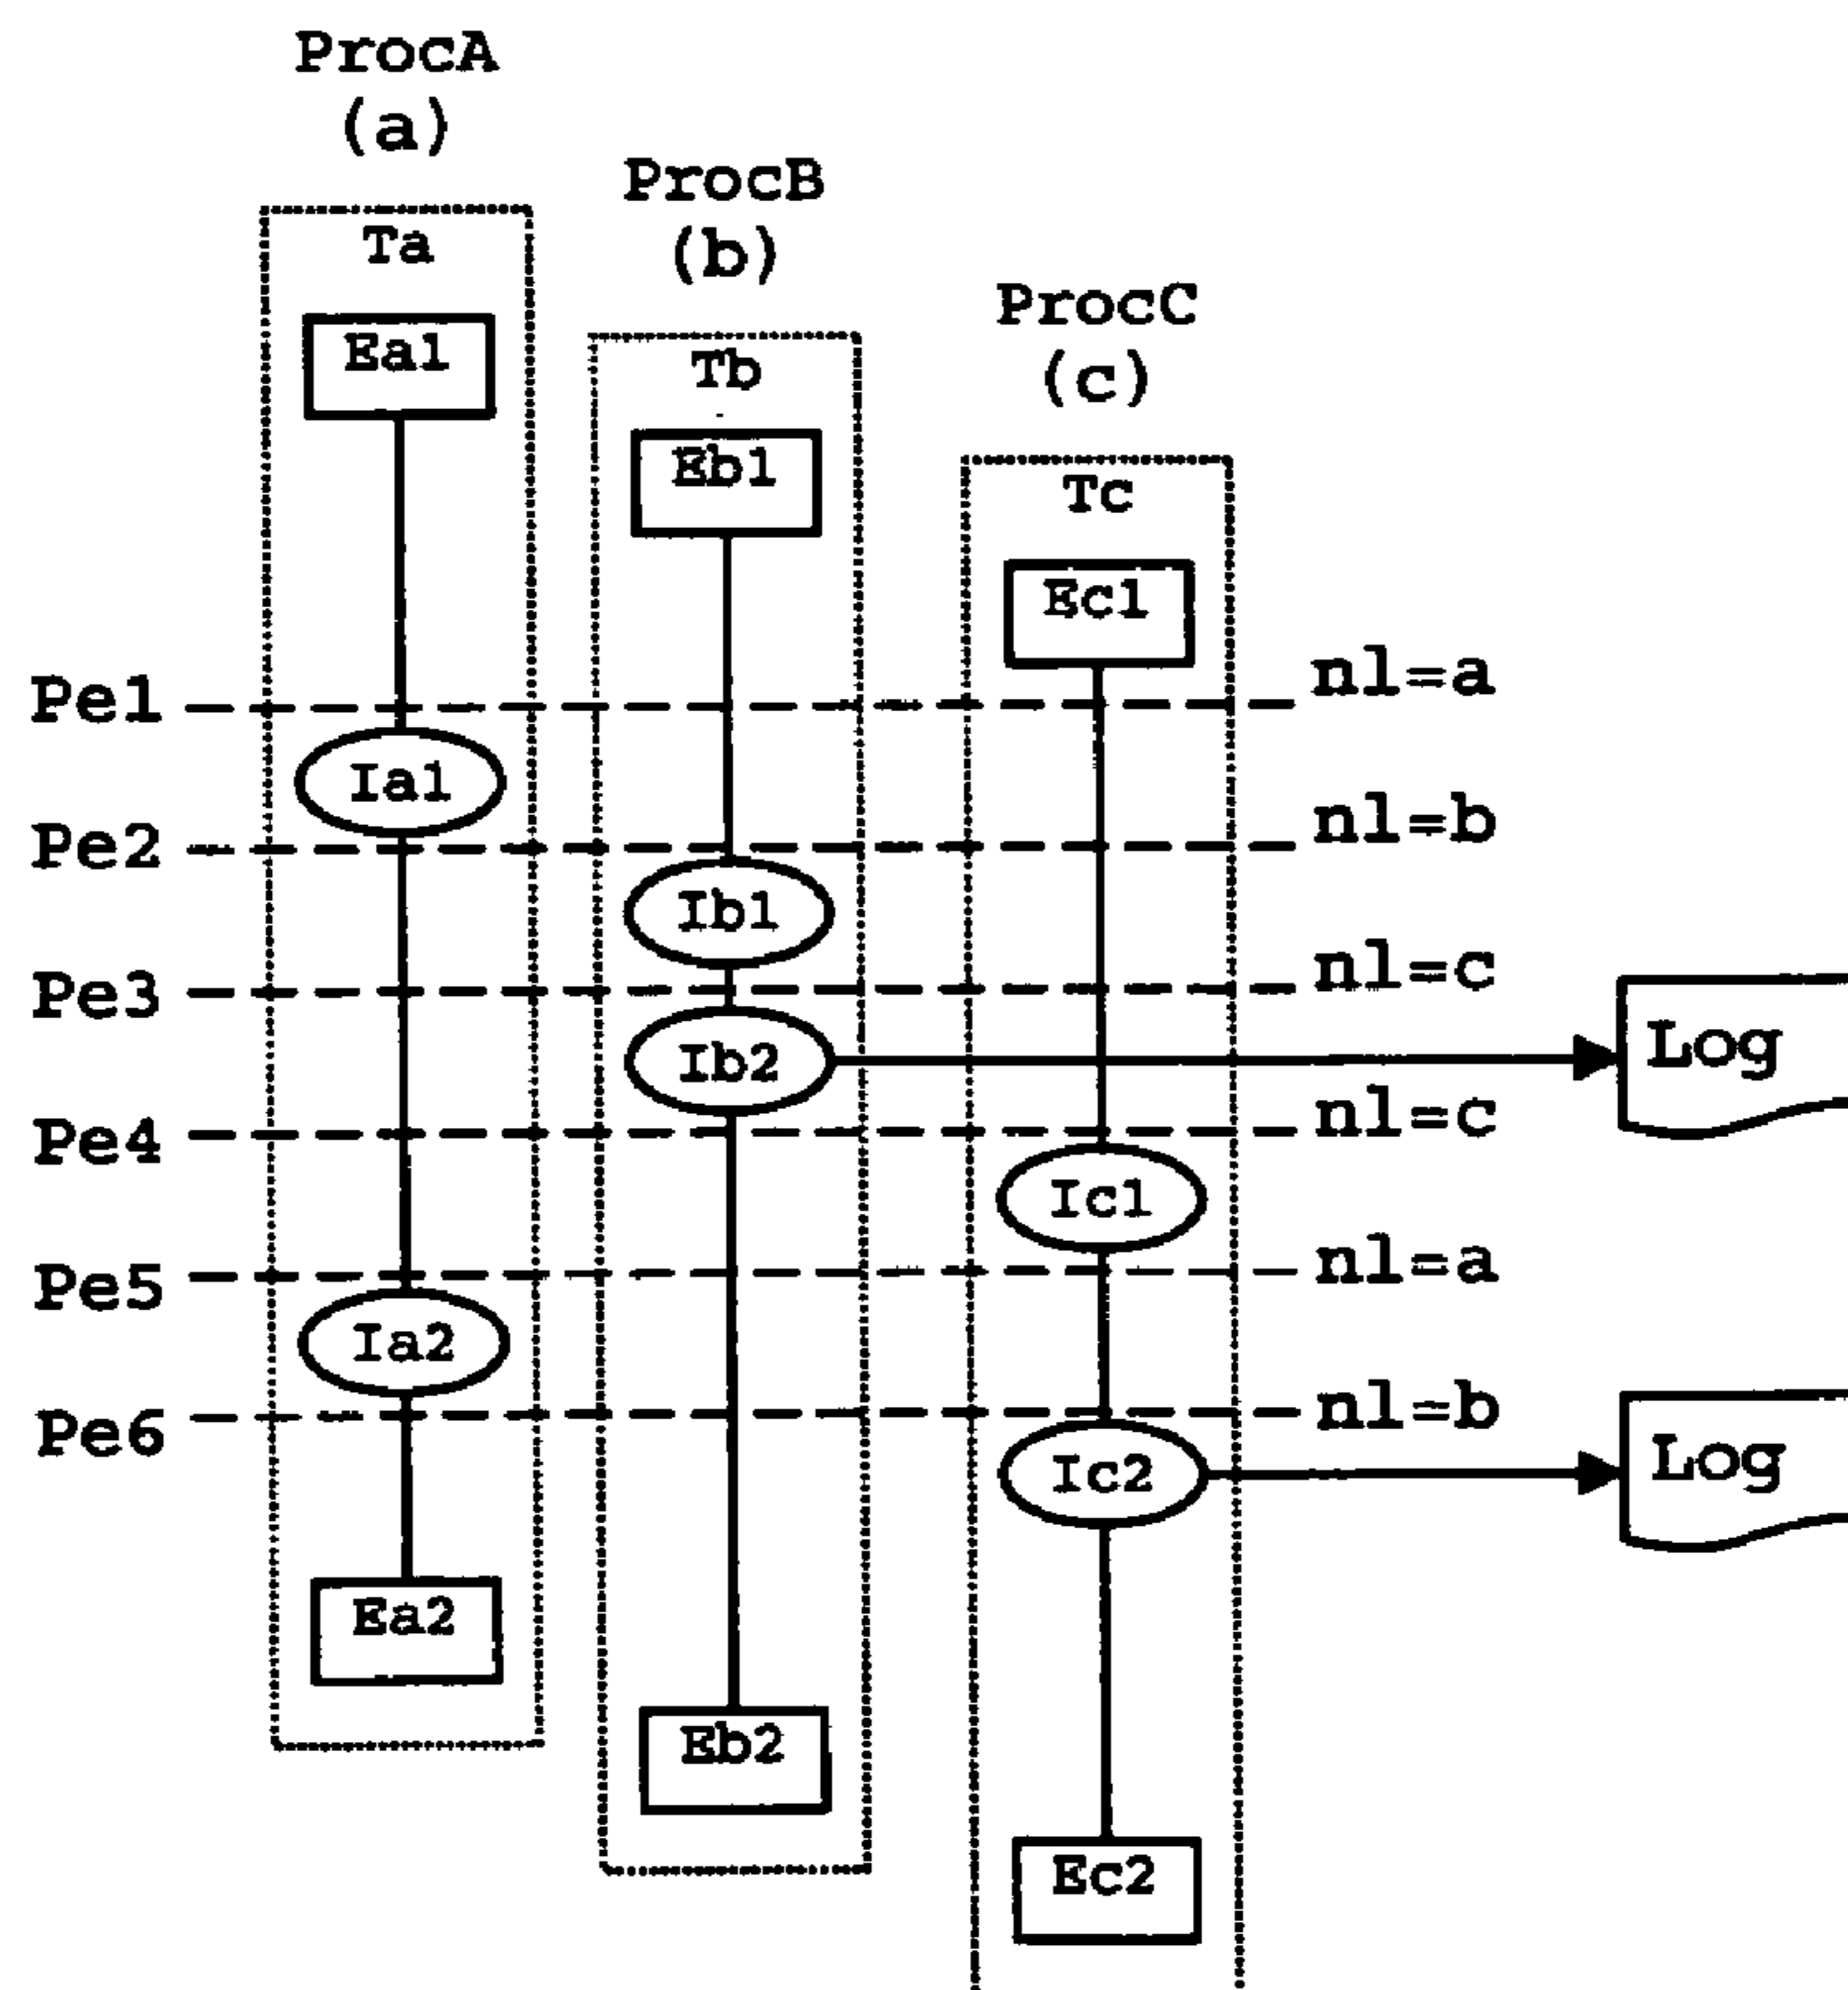 ProcA
(a)
ProcB
(b)
ProcC
(c)
Ta
Tb
Tc
Ea1
Eb1
Ec1
Pe1
nl=a
Ia1
Pe2
nl=b
Ib1
Pe3
nl=c
Ib2
Log
Pe4
nl=c
Ic1
Pe5
nl=a
Ia2
Pe6
nl=b
Ic2
Log
Ea2
Eb2
Ec2